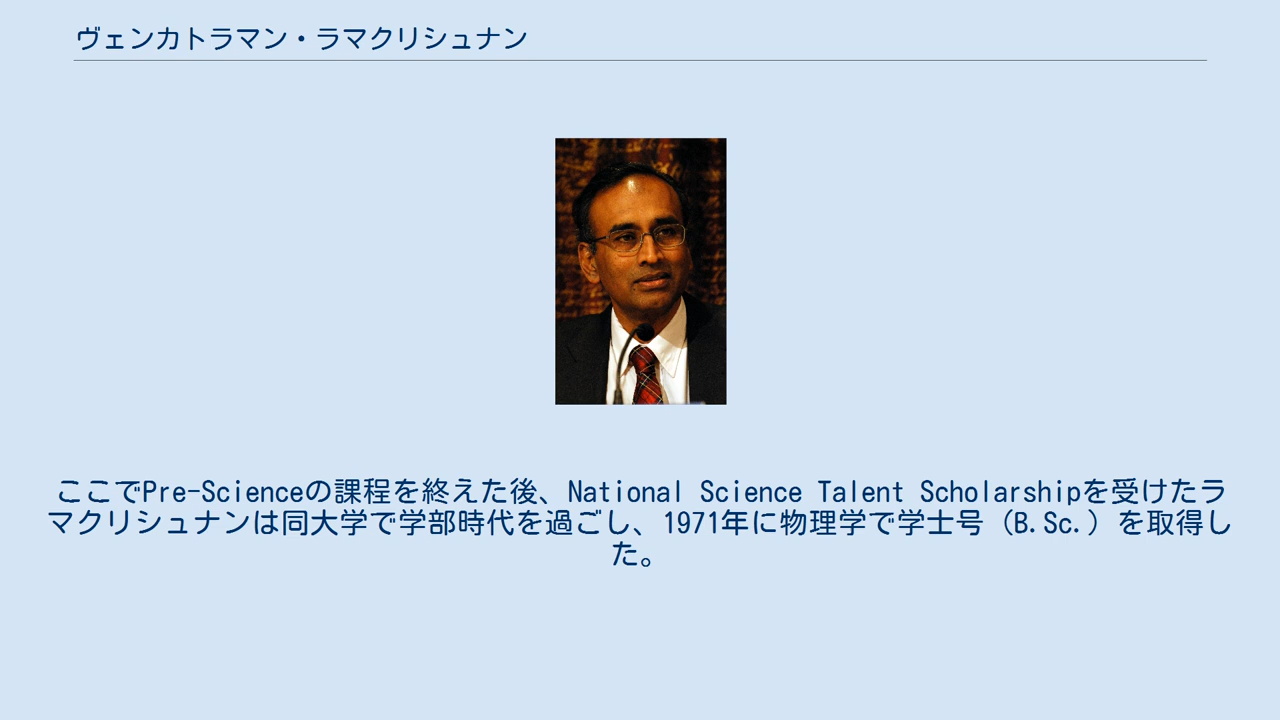 ヴェンカトラマン・ラマクリシュナン
ここでPre-Scienceの課程を終えた後、National Science Talent Scholarshipを受けたラ
マクリシュナンは同大学で学部時代を過ごし、1971年に物理学で学士号（B.Sc.）を取得し
た。